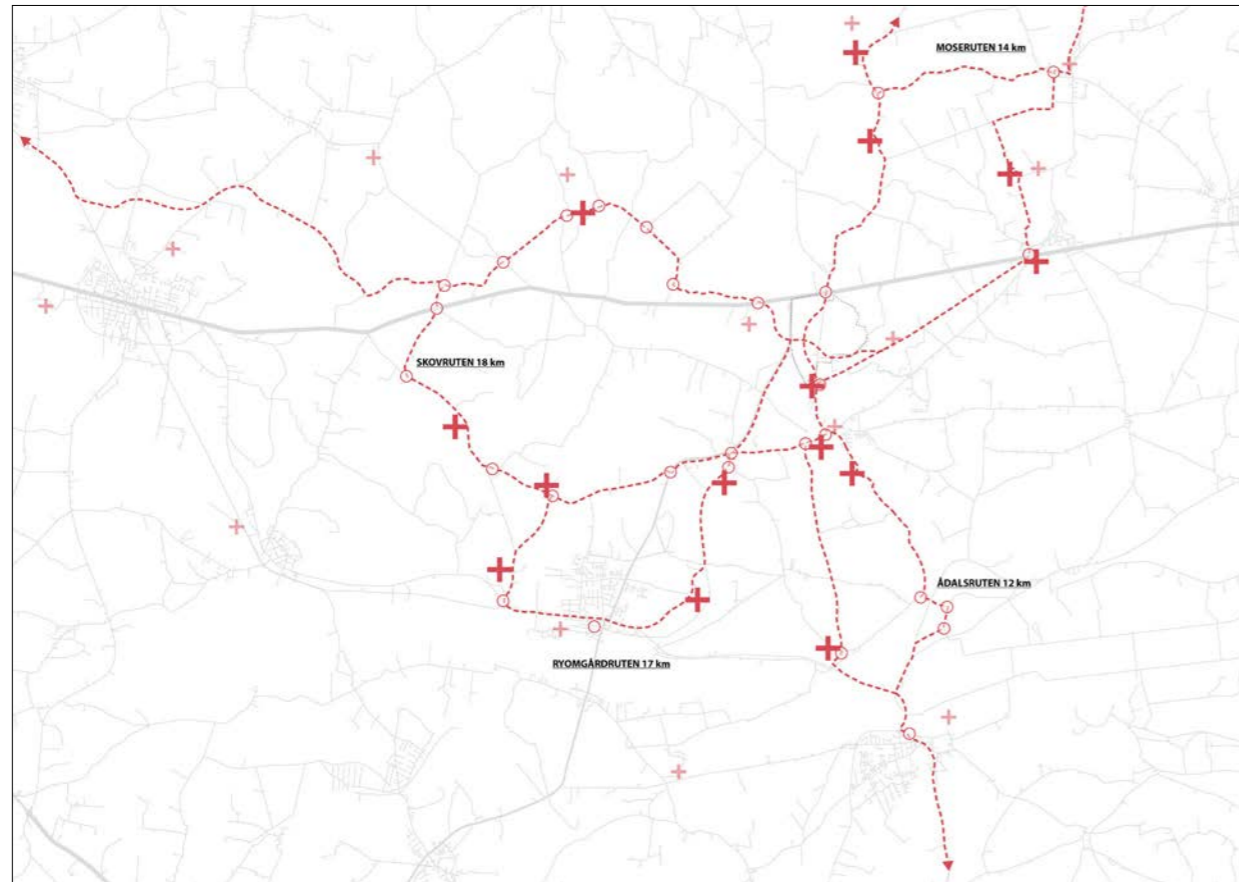 MOSERUTEN 14 km
SKOVRUTEN 18 km
ÅDALSRUTEN 12 km
RYOMGÅRDRUTEN 17 km